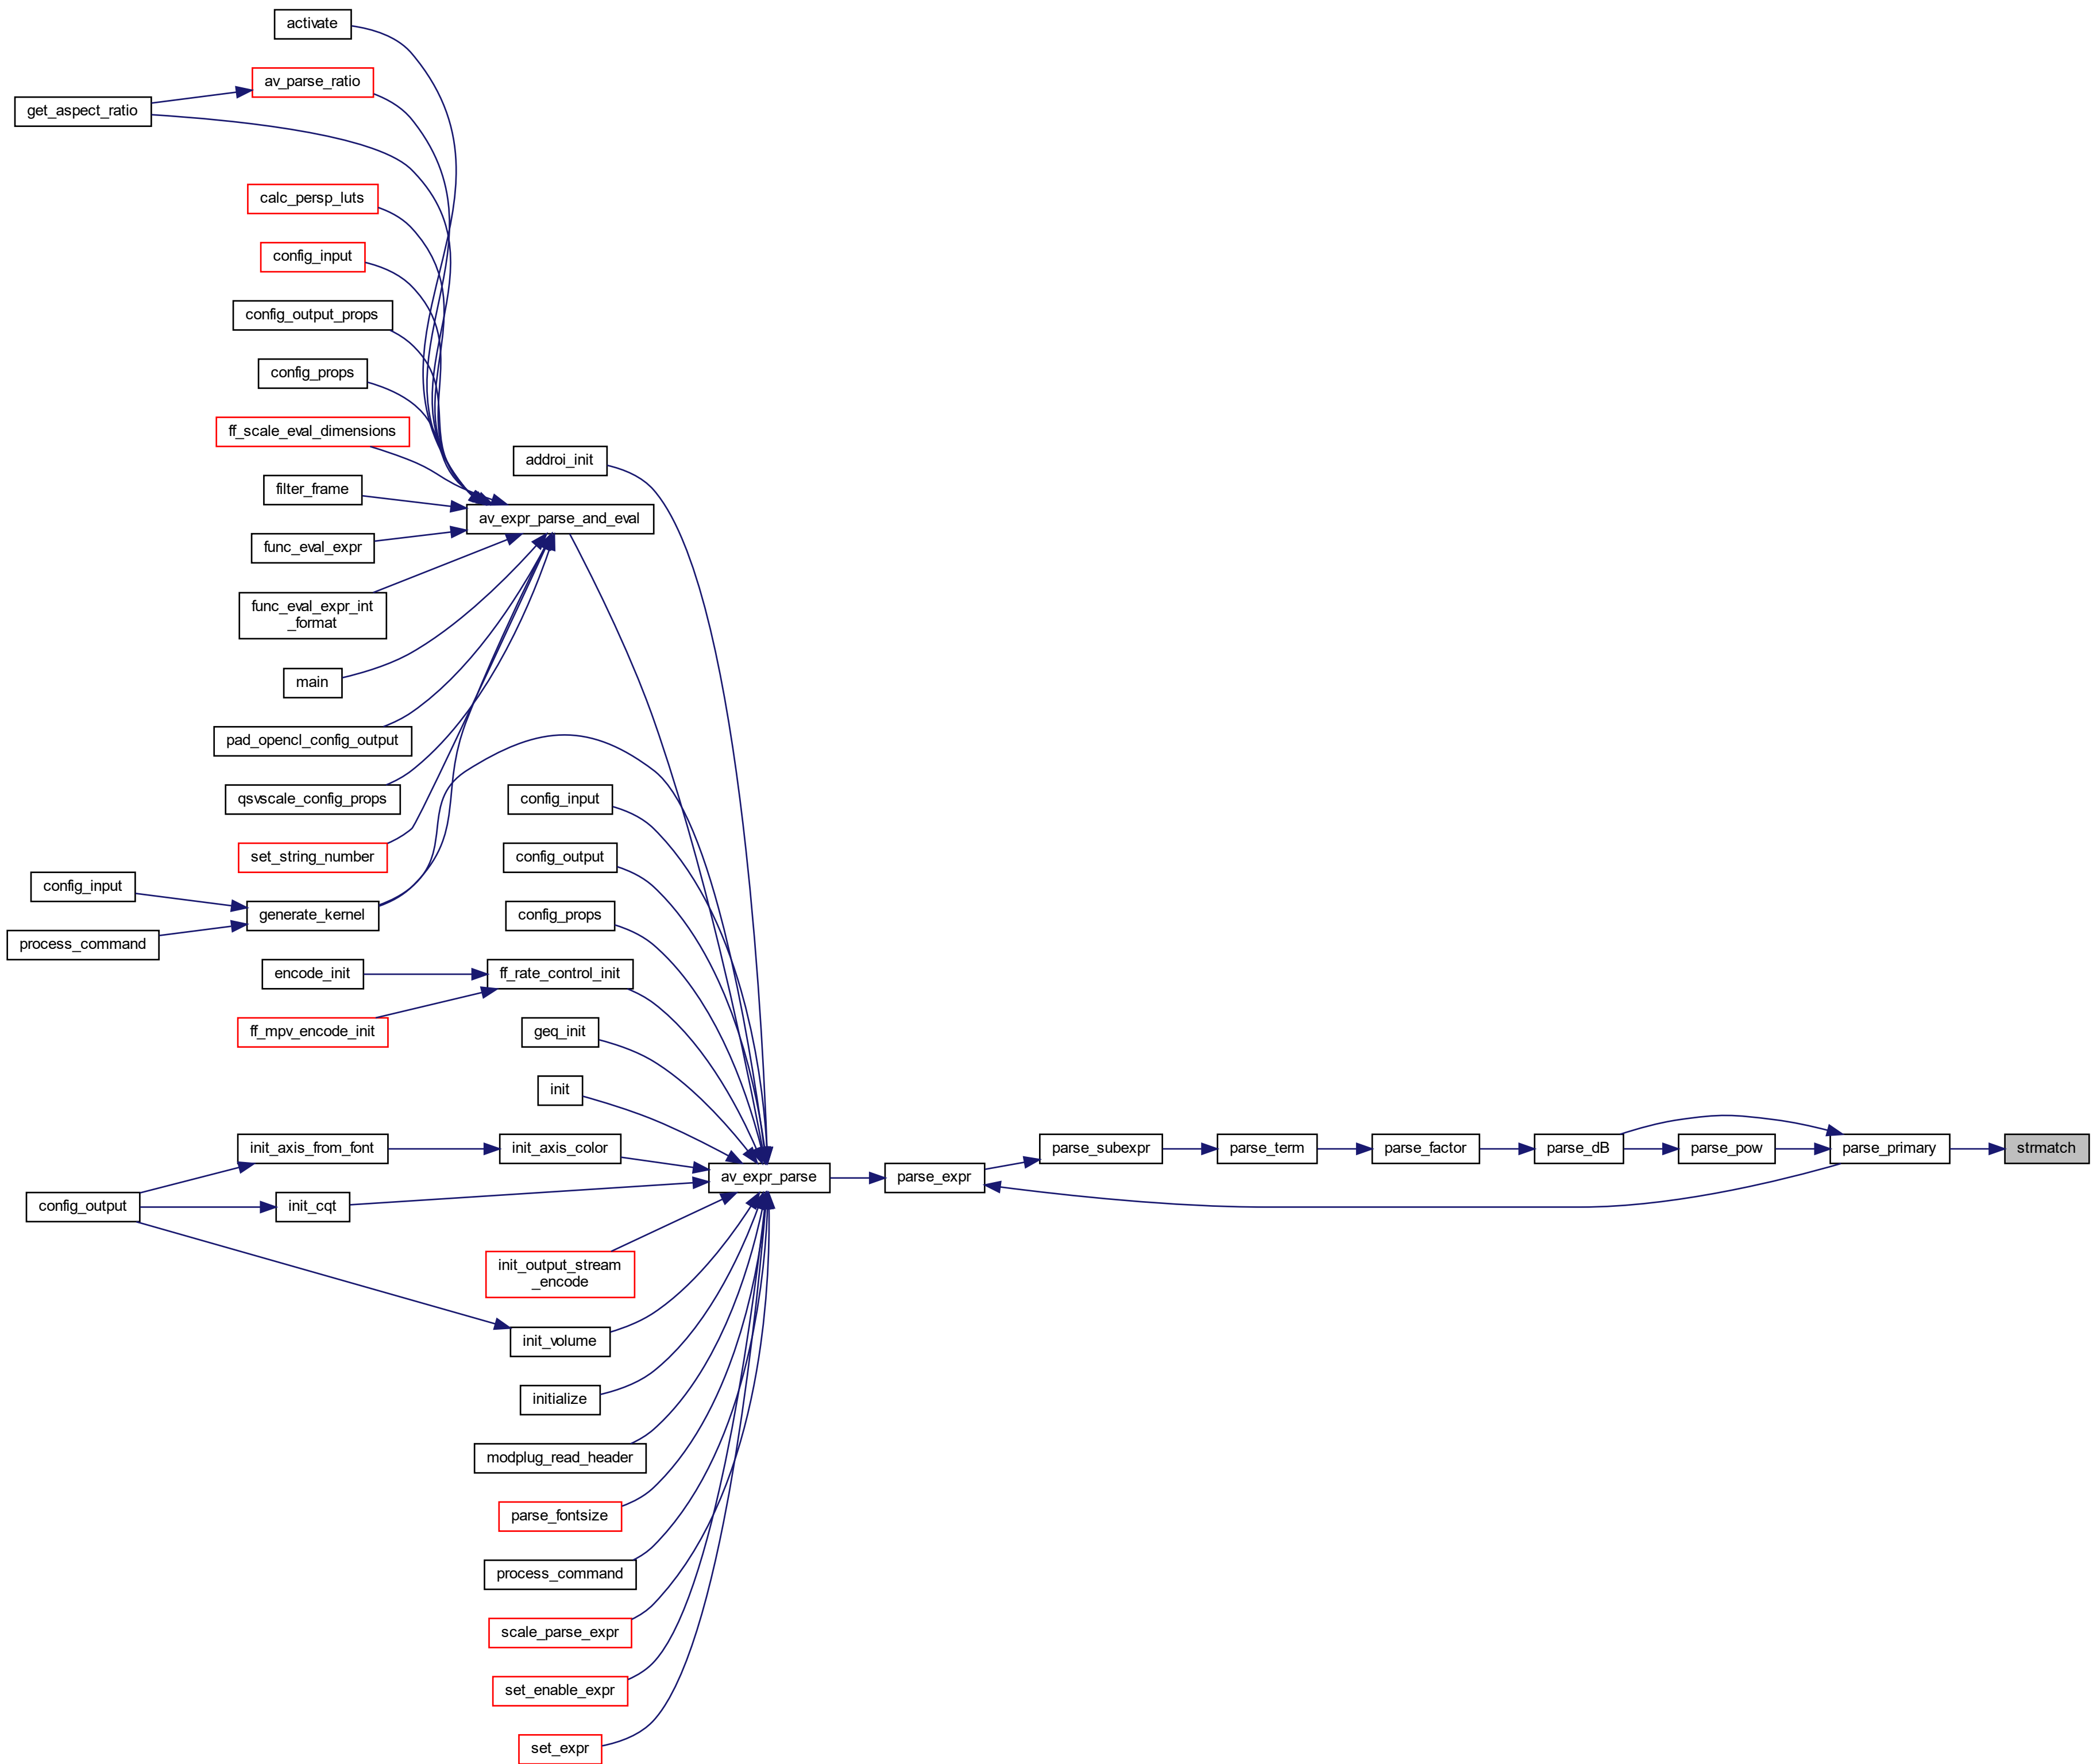 activate
av_parse_ratio
get_aspect_ratio
calc_persp_luts
config_input
config_output_props
config_props
ff_scale_eval_dimensions
addroi_init
filter_frame
av_expr_parse_and_eval
func_eval_expr
func_eval_expr_int
_format
main
pad_opencl_config_output
qsvscale_config_props
config_input
set_string_number
config_output
config_input
generate_kernel
config_props
process_command
encode_init
ff_rate_control_init
ff_mpv_encode_init
geq_init
init
init_axis_from_font
init_axis_color
parse_subexpr
parse_term
parse_factor
parse_dB
parse_pow
parse_primary
strmatch
av_expr_parse
parse_expr
config_output
init_cqt
init_output_stream
_encode
init_volume
initialize
modplug_read_header
parse_fontsize
process_command
scale_parse_expr
set_enable_expr
set_expr